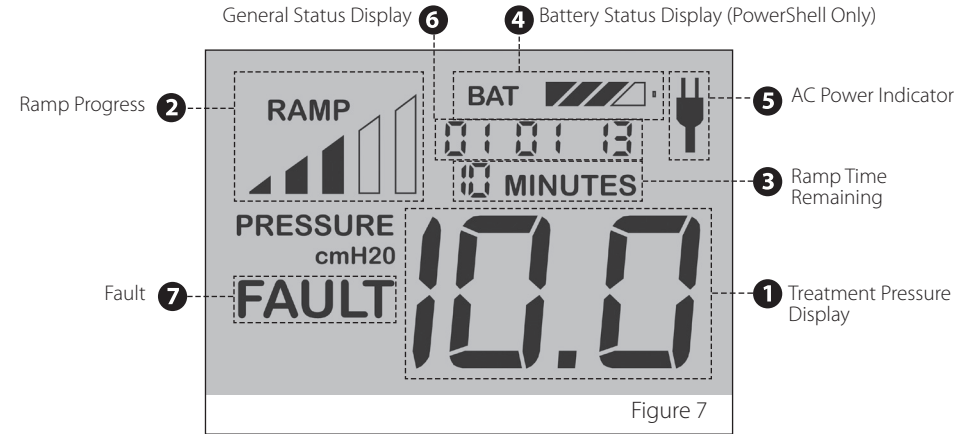 General Status Display 6
4 Battery Status Display (PowerShell Only)
Ramp Progress 2
RAMP
BAT
5 AC Power Indicator
01 01 13
10 MINUTES
3 Ramp Time
Remaining
PRESSURE
cmH20
Fault 7
FAULT
10.0
1 Treatment Pressure
Display
Figure 7